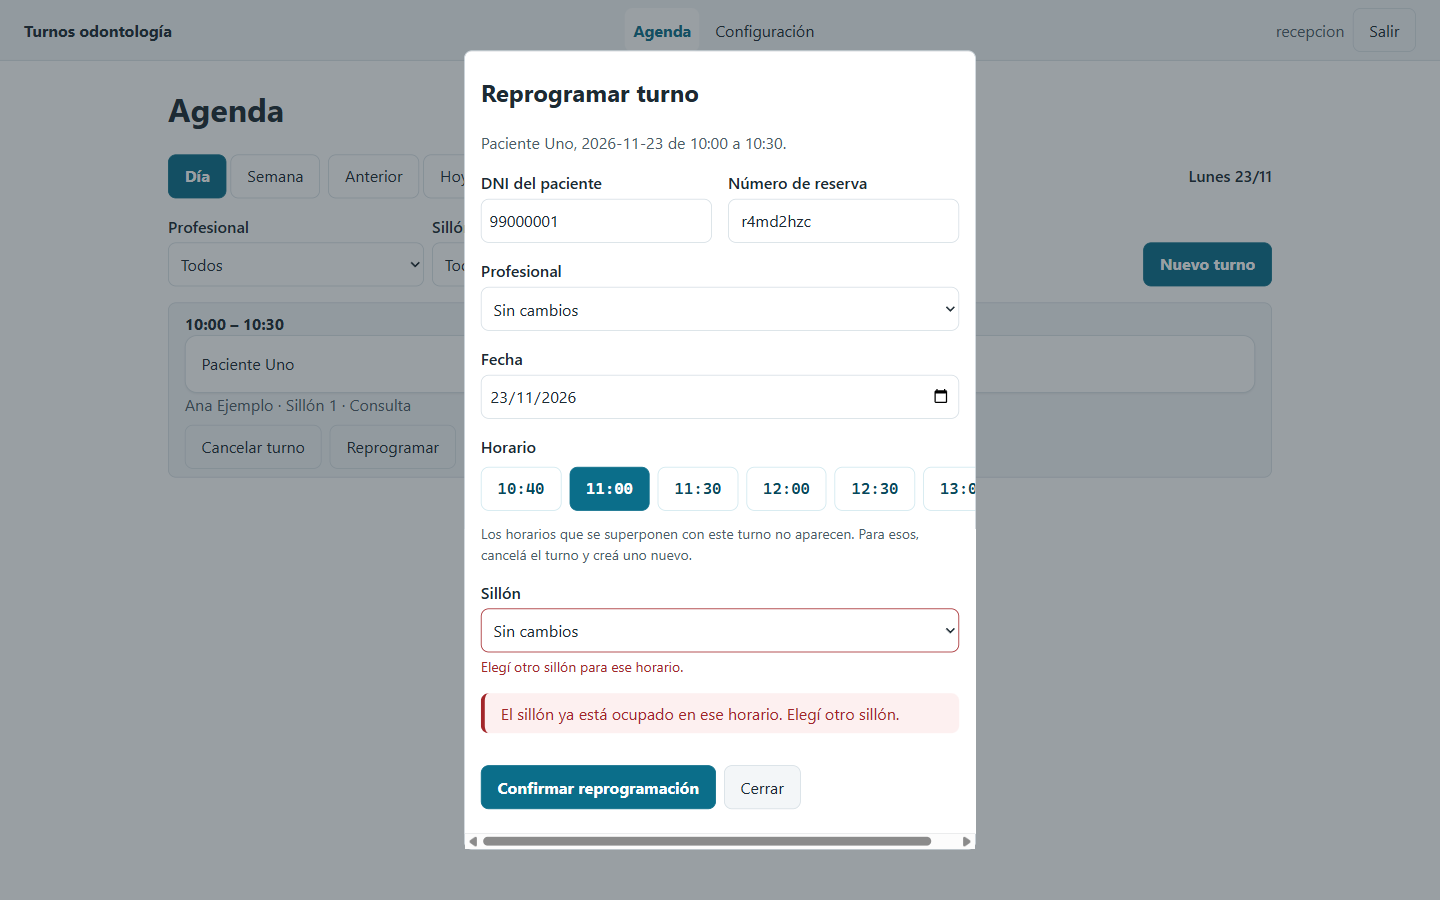 Turnos odontología
Agenda
Configuración
recepcion
Salir
Agenda
Día
Semana
Anterior
Lunes 23/11
Profesional
Todos
Nuevo turno
10:00 – 10:30
Paciente Uno
Ana Ejemplo · Sillón 1 · Consulta
Cancelar turno
Reprogramar
Reprogramar turno
Paciente Uno, 2026-11-23 de 10:00 a 10:30.
DNI del paciente
Número de reserva
99000001
r4md2hzc
Profesional
Sin cambios
Fecha
23/11/2026
Horario
10:40
11:00
11:30
12:00
12:30
Los horarios que se superponen con este turno no aparecen. Para esos,
cancelá el turno y creá uno nuevo.
Sillón
Sin cambios
Elegí otro sillón para ese horario.
El sillón ya está ocupado en ese horario. Elegí otro sillón.
Confirmar reprogramación
Cerrar